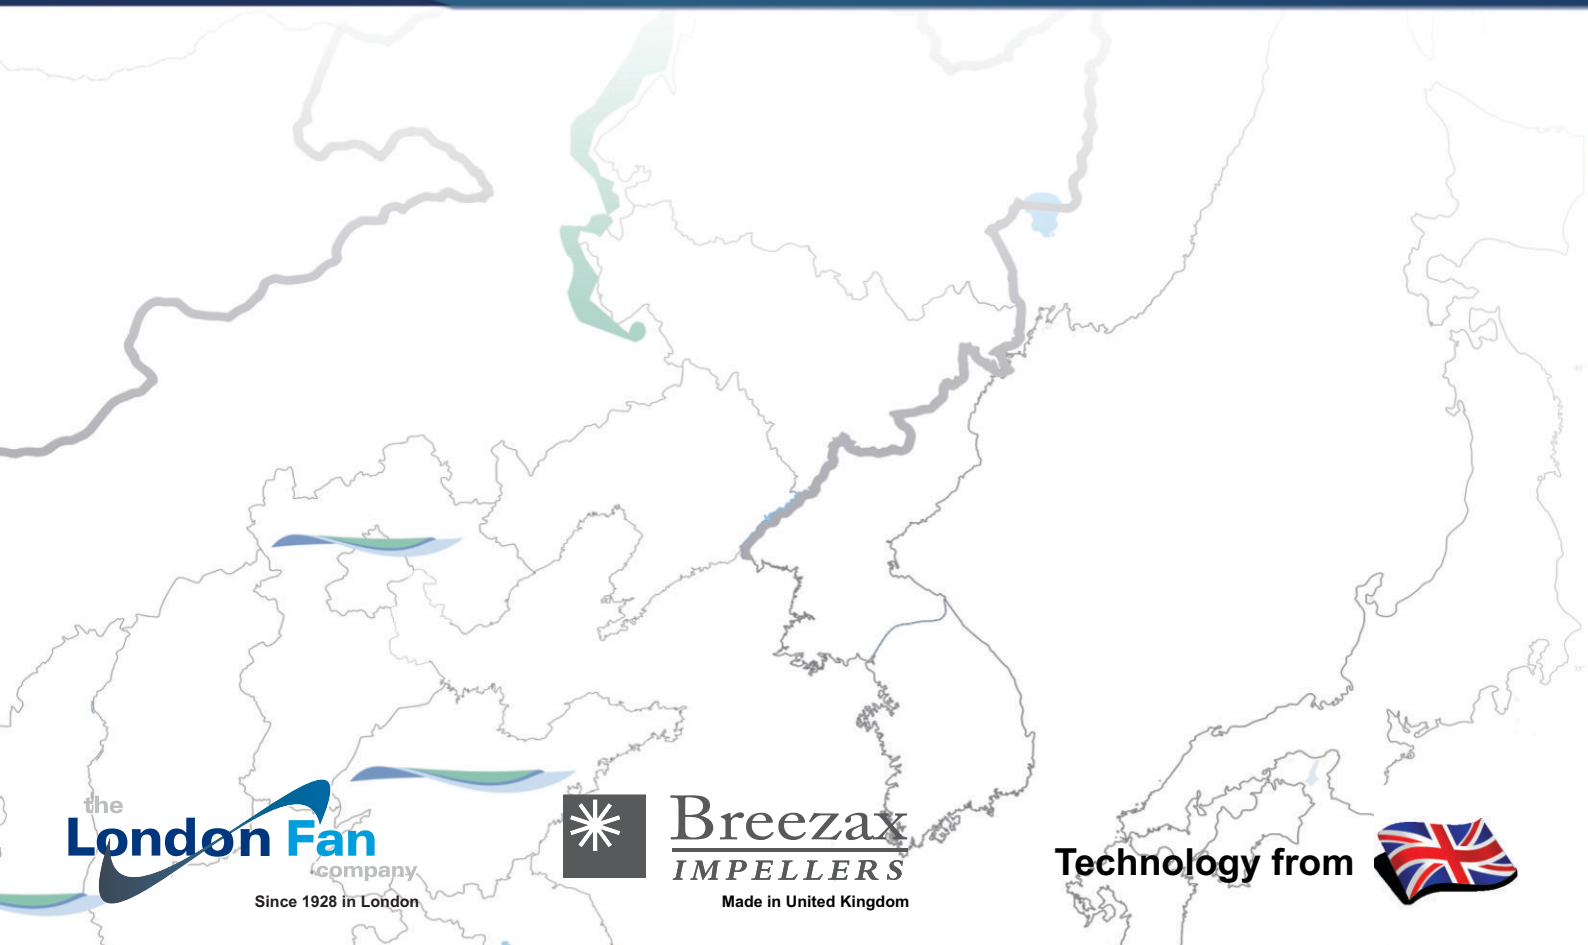 the
London Fan
company
Since 1928 in London
Breezax
IMPELLERS
Made in United Kingdom
Technology from